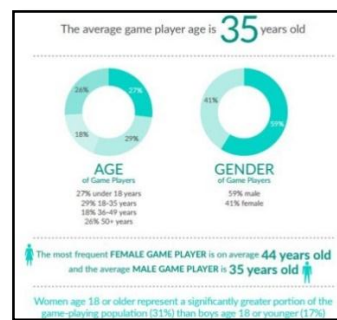 The average game player age is 35 years old
26%
27%
18%
29%
41%
59%
AGE
of Game Players
27% under 18 years
29% 18-35 years
18% 36-49 years
26% 50+ years
GENDER
of Game Players
59% male
41% female
The most frequent FEMALE GAME PLAYER is on average 44 years old
and the average MALE GAME PLAYER is 35 years old
Women age 18 or older represent a significantly greater portion of the
game-playing population (31%) than boys age 18 or younger (17%)